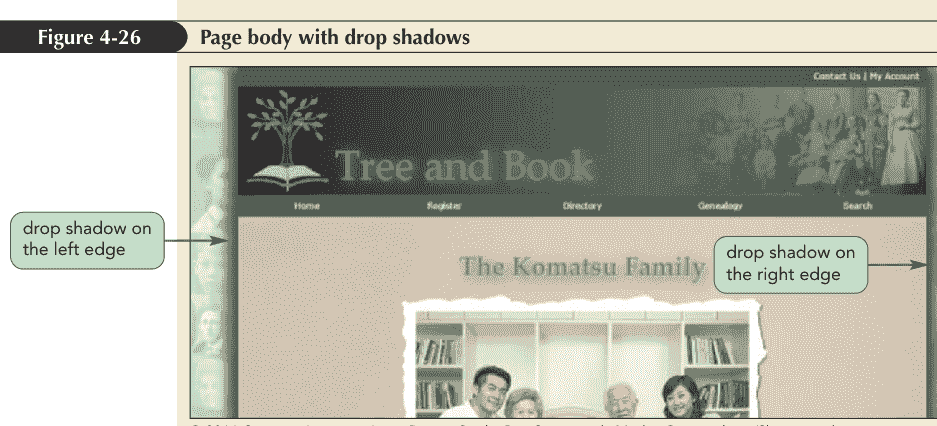 Figure 4-26
Page body with drop shadows
Contact Us | My Account
Tree and Book
Home Register Directory Genealogy Search
drop shadow on
the left edge
The Komatsu Family
drop shadow on
the right edge